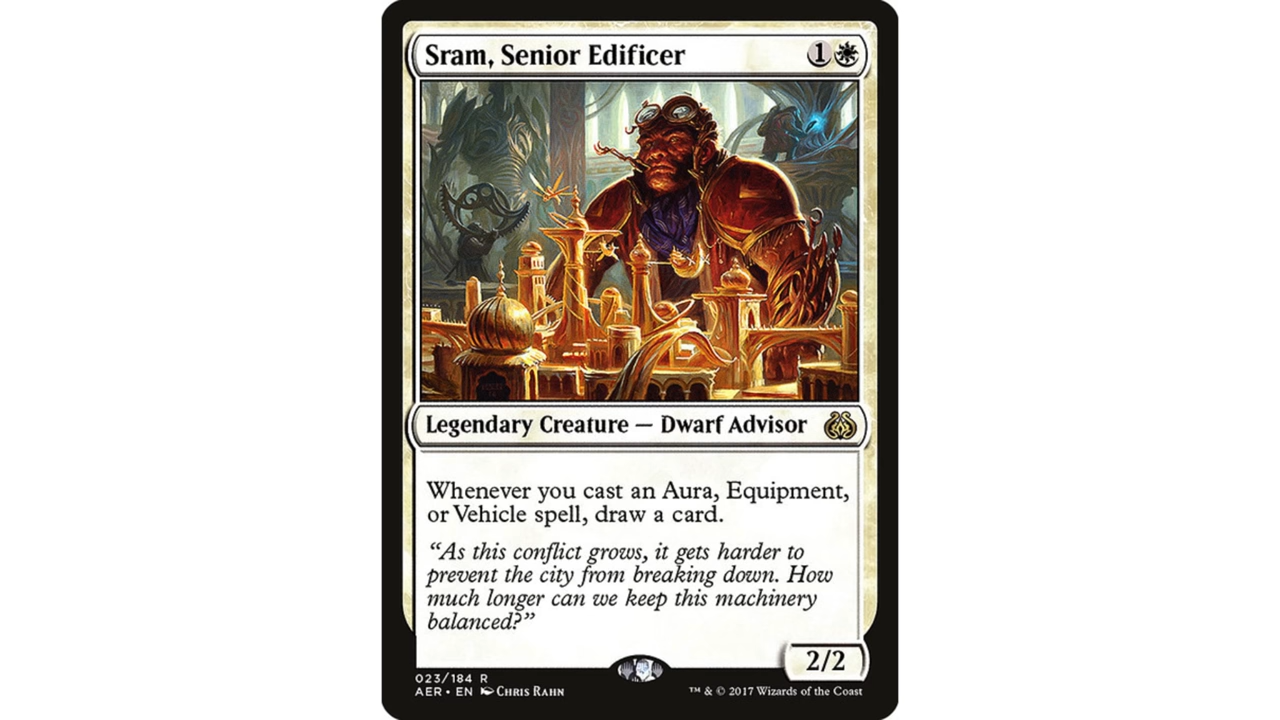 Sram, Senior Edificer 1
Legendary Creature — Dwarf Advisor
Whenever you cast an Aura, Equipment,
or Vehicle spell, draw a card.
“As this conflict grows, it gets harder to
prevent the city from breaking down. How
much longer can we keep this machinery
balanced?”
2/2
023/184 R
AER • EN Chris Rahn
™ & © 2017 Wizards of the Coast